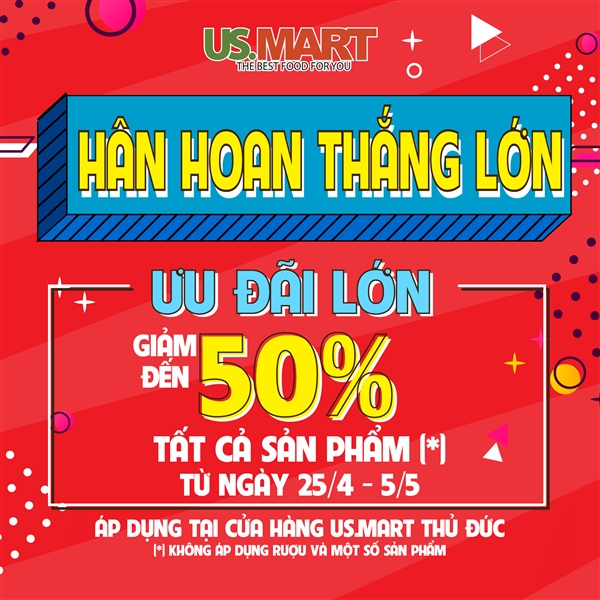 US.MART
THE BEST FOOD FOR YOU
HÂN HOAN THẮNG LỚN
ƯU ĐÃI LỚN
GIẢM
ĐẾN
50%
TẤT CẢ SẢN PHẨM (*)
TỪ NGÀY 25/4 - 5/5
ÁP DỤNG TẠI CỬA HÀNG US.MART THỦ ĐỨC
(*) KHÔNG ÁP DỤNG RƯỢU VÀ MỘT SỐ SẢN PHẨM